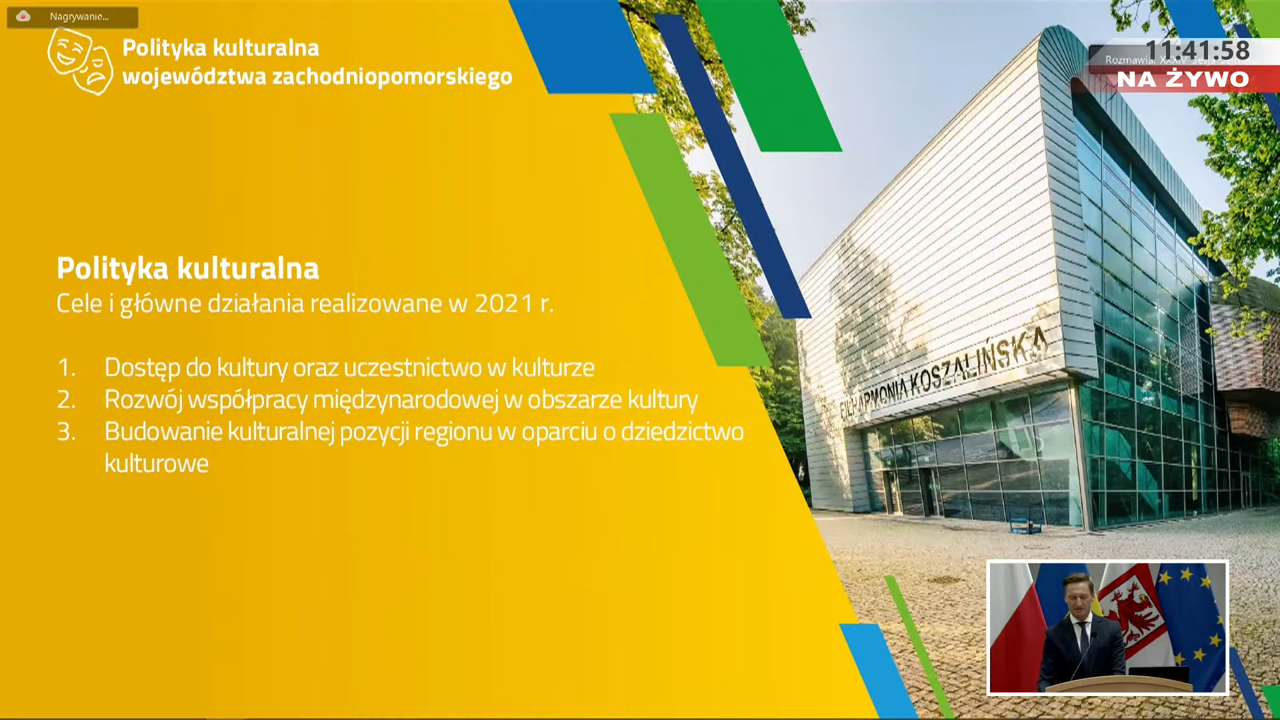 Nagrywanie...
Polityka kulturalna
województwa zachodniopomorskiego
11:41:58
NA ŻYWO
Polityka kulturalna
Cele i główne działania realizowane w 2021 r.
1. Dostęp do kultury oraz uczestnictwo w kulturze
2. Rozwój współpracy międzynarodowej w obszarze kultury
3. Budowanie kulturalnej pozycji regionu w oparciu o dziedzictwo
kulturowe
FILHARMONIA KOSZALIŃSKA